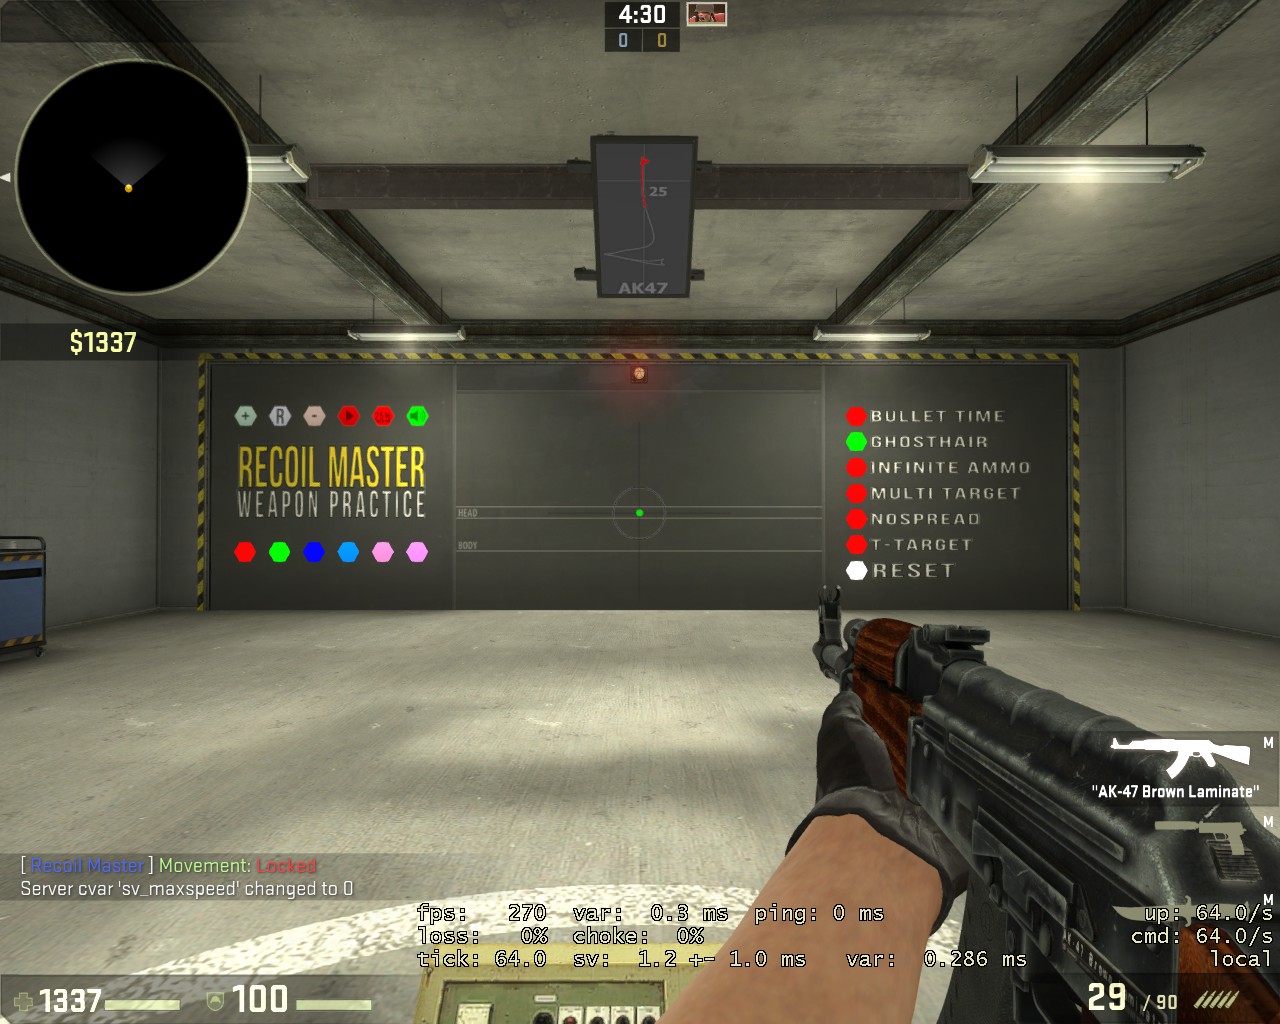 4:30
0 0
25
AK47
$1337
+ R -
RECOIL MASTER
WEAPON PRACTICE
HEAD
BODY
BULLET TIME
GHOSTHAIR
INFINITE AMMO
MULTI TARGET
NOSPREAD
T-TARGET
RESET
M
"AK-47 Brown Laminate"
M
M
[ Recoil Master ] Movement: Locked
Server cvar 'sv_maxspeed' changed to 0
fps: 270 var: 0.3 ms ping: 0 ms
loss: 0% choke: 0%
tick: 64.0 sv: 1.2 +- 1.0 ms var: 0.286 ms
up: 64.0/s
cmd: 64.0/s
local
1337 100
29 / 90